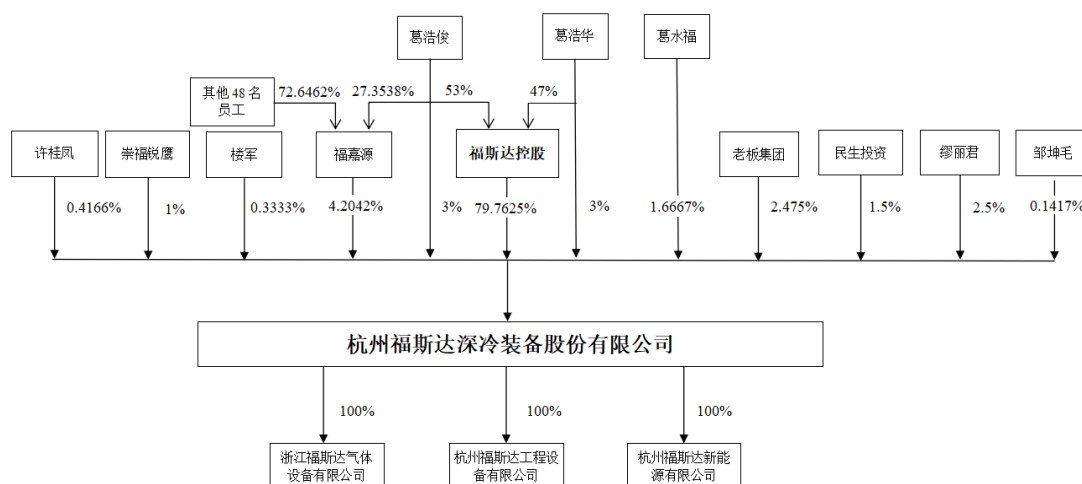 葛浩俊
葛浩华
葛水福
其他 48 名
员工
72.6462%
27.3538%
53%
47%
许桂凤
崇福锐鹰
楼军
福嘉源
福斯达控股
老板集团
民生投资
缪丽君
邹坤毛
0.4166%
1%
0.3333%
4.2042%
3%
79.7625%
3%
1.6667%
2.475%
1.5%
2.5%
0.1417%
杭州福斯达深冷装备股份有限公司
100%
100%
100%
浙江福斯达气体
设备有限公司
杭州福斯达工程设
备有限公司
杭州福斯达新能
源有限公司